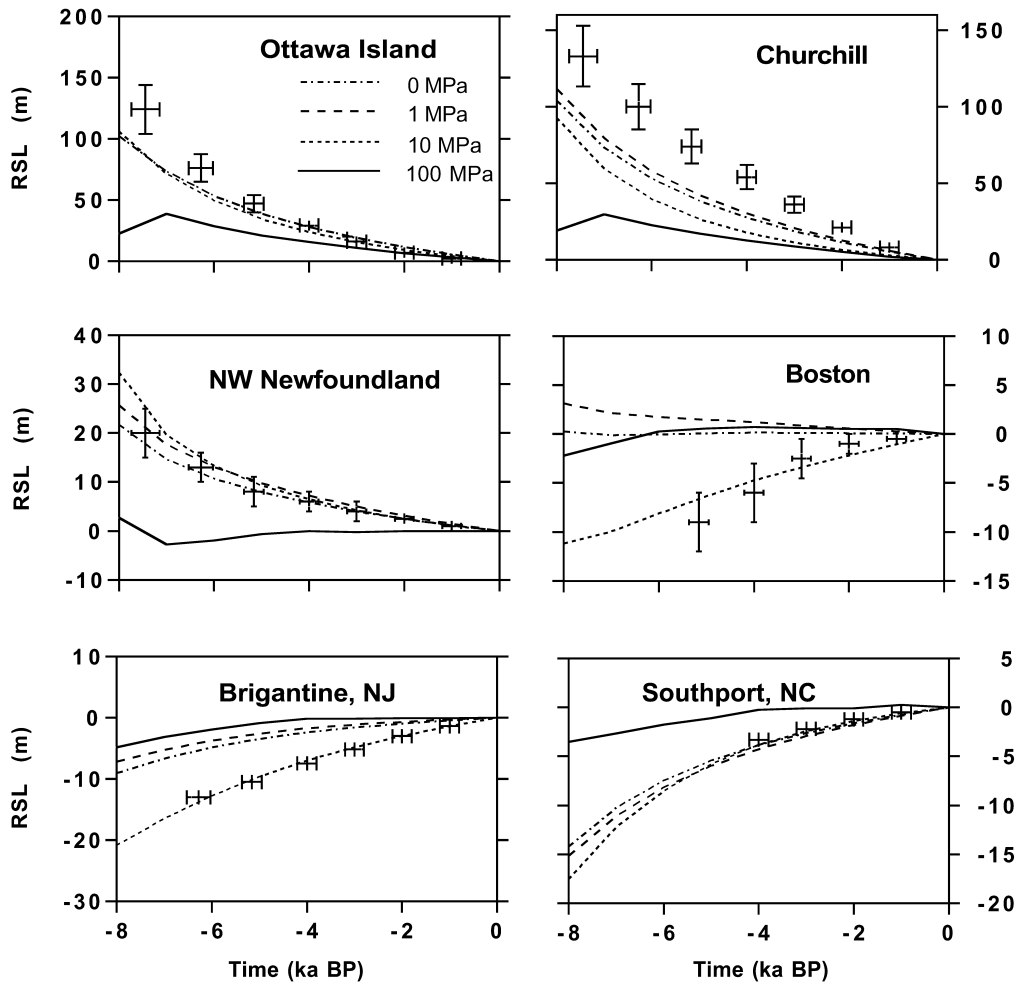 Ottawa Island
0 MPa
1 MPa
10 MPa
100 MPa
RSL (m)
200
150
100
50
0
Churchill
150
100
50
0
NW Newfoundland
RSL (m)
40
30
20
10
0
-10
Boston
10
5
0
-5
-10
-15
Brigantine, NJ
RSL (m)
10
0
-10
-20
-30
-8 -6 -4 -2 0
Time (ka BP)
Southport, NC
5
0
-5
-10
-15
-20
-8 -6 -4 -2 0
Time (ka BP)